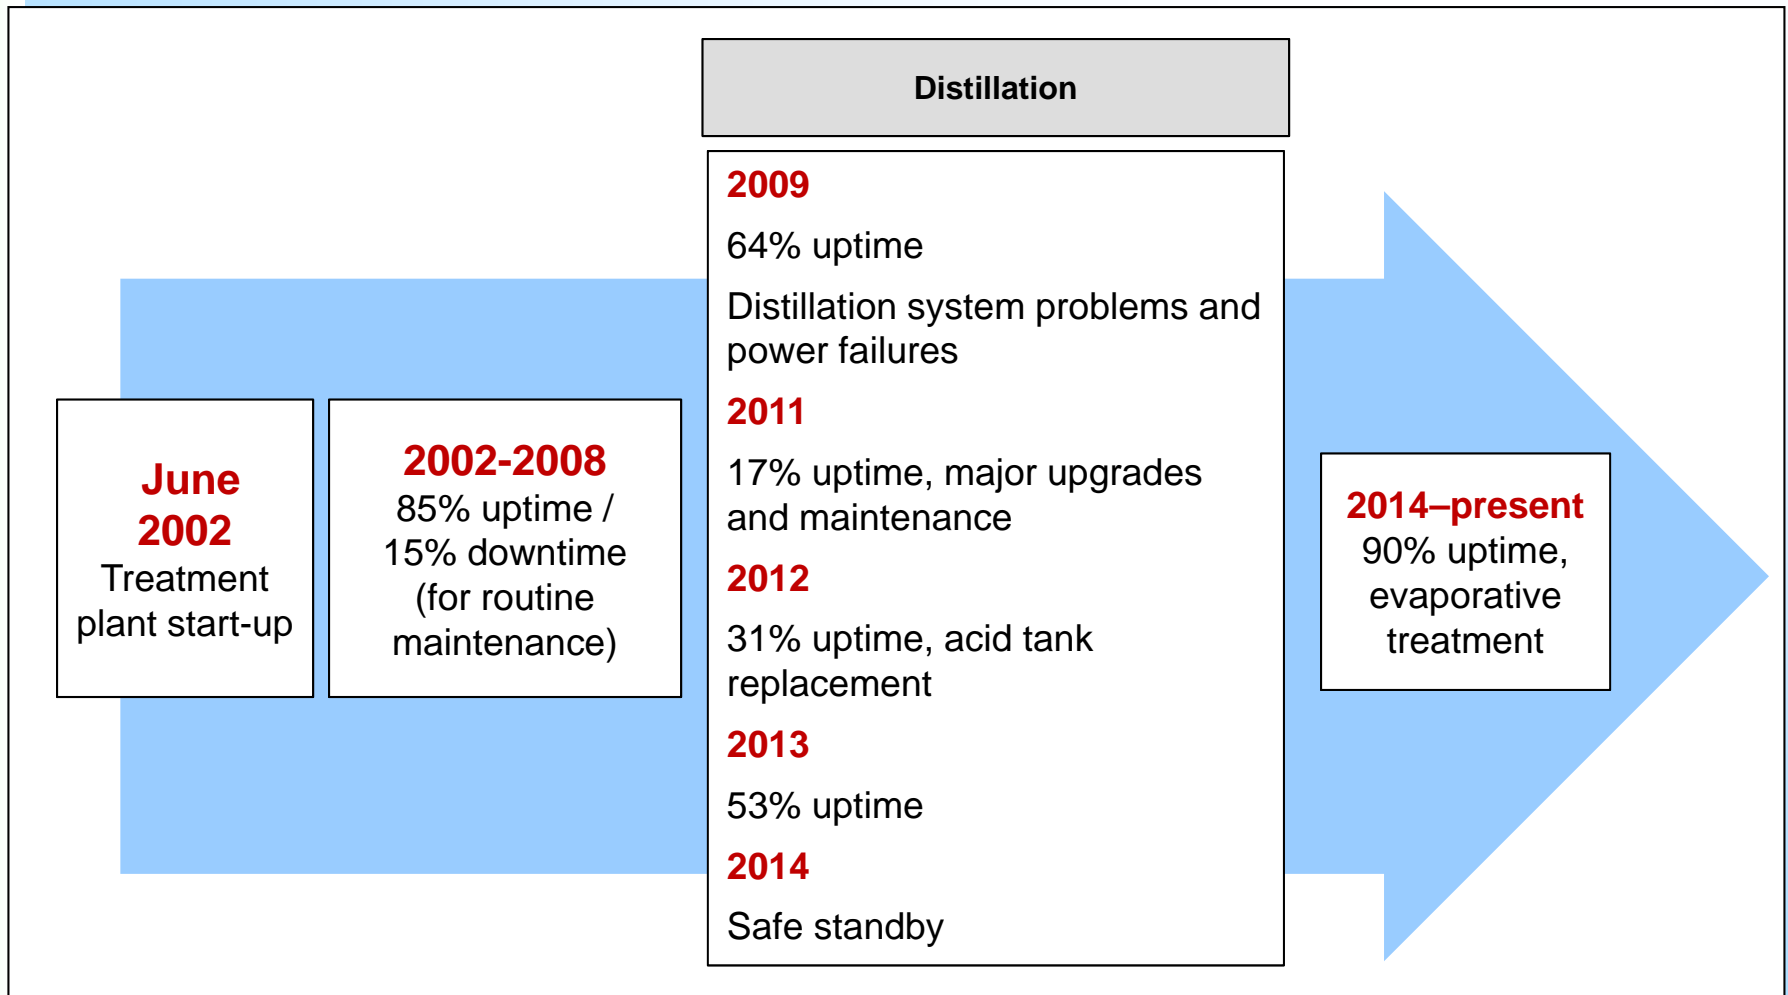 Distillation
June
2002
Treatment
plant start-up
2002-2008
85% uptime /
15% downtime
(for routine
maintenance)
2009
64% uptime
Distillation system problems and
power failures
2011
17% uptime, major upgrades
and maintenance
2012
31% uptime, acid tank
replacement
2013
53% uptime
2014
Safe standby
2014–present
90% uptime,
evaporative
treatment